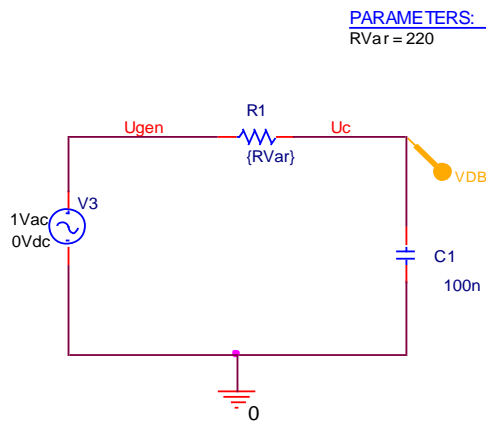 PARAMETERS:
RVar = 220
R1
Ugen
Uc
{RVar}
VDB
V3
1Vac
0Vdc
C1
100n
0